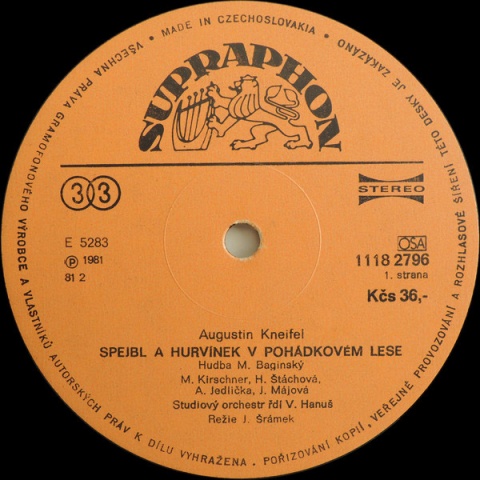 VŠECHNA PRÁVA GRAMOFONOVÉHO VÝROBCE A VLASTNÍKŮ AUTORSKÝCH PRÁV K DÍLU VYHRAŽENA. POŘIZOVÁNÍ KOPIÍ, VEŘEJNÉ PROVOZOVÁNÍ A ROZHLASOVÉ ŠÍŘENÍ TÉTO DESKY JE ZAKÁZÁNO • MADE IN CZECHOSLOVAKIA •
SUPRAPHON
33
STEREO
E 5283
℗ 1981
81 2
OSA
1118 2796
1. strana
Kčs 36,-
Augustin Kneifel
SPEJBL A HURVÍNEK V POHÁDKOVÉM LESE
Hudba M. Baginský
M. Kirschner, H. Štáchová,
A. Jedlička, J. Májová
Studiový orchestr řdí V. Hanuš
Režie J. Šrámek